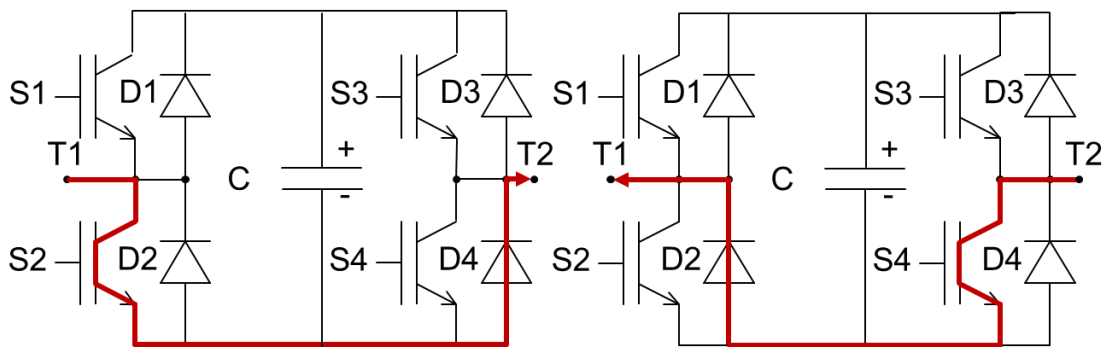 S1 D1 S3 D3 S1 D1 S3 D3
T1 C + T2 T1 C + T2
- -
S2 D2 S4 D4 S2 D2 S4 D4